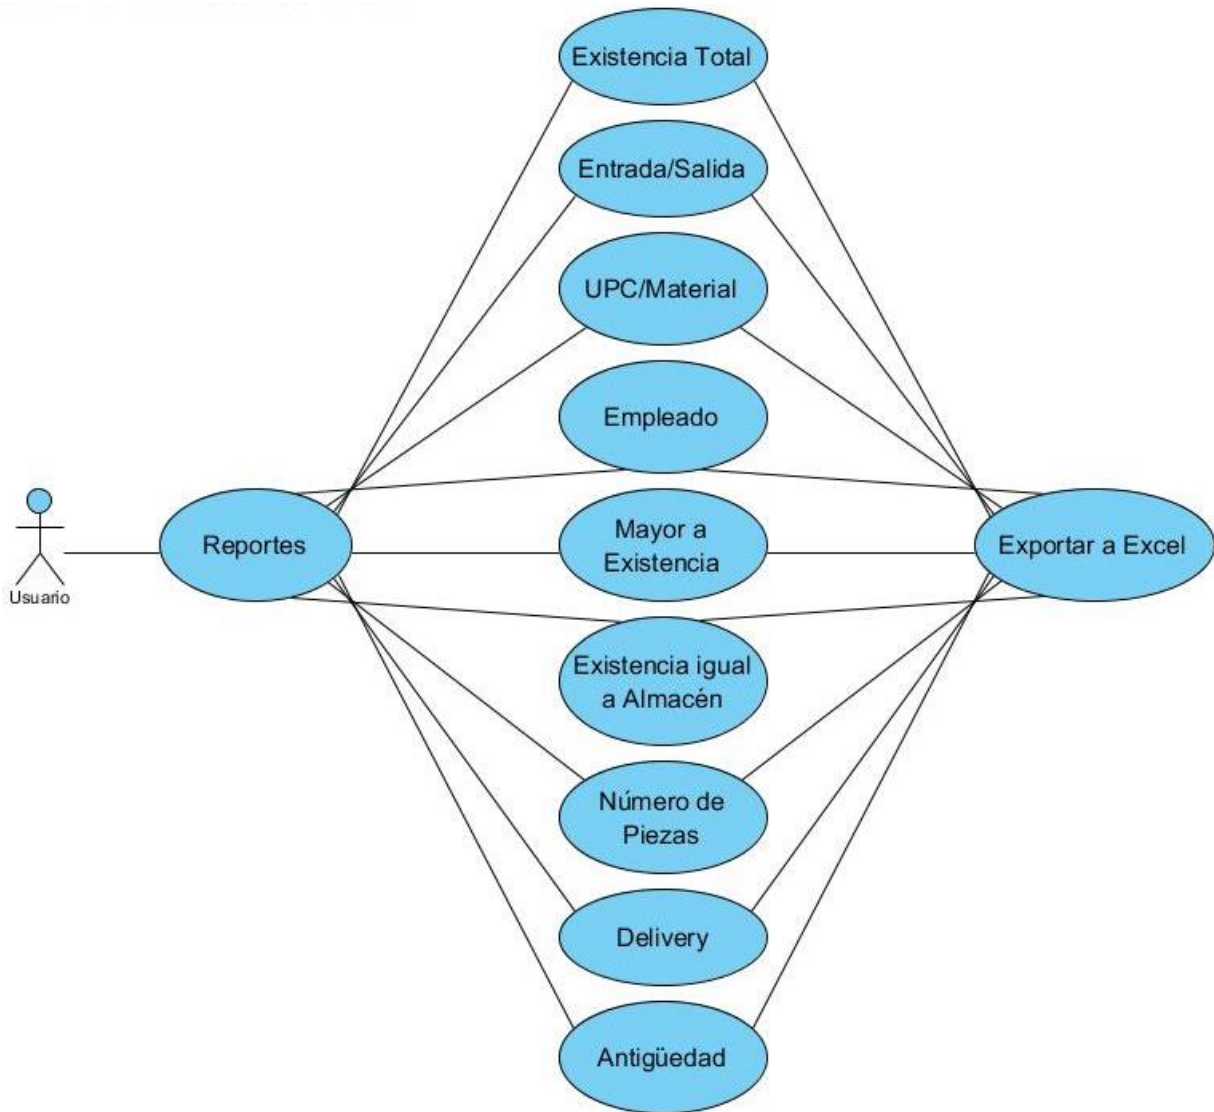 Existencia Total
Entrada/Salida
UPC/Material
Empleado
Usuario
Reportes
Mayor a
Existencia
Exportar a Excel
Existencia igual
a Almacén
Número de
Piezas
Delivery
Antigüedad